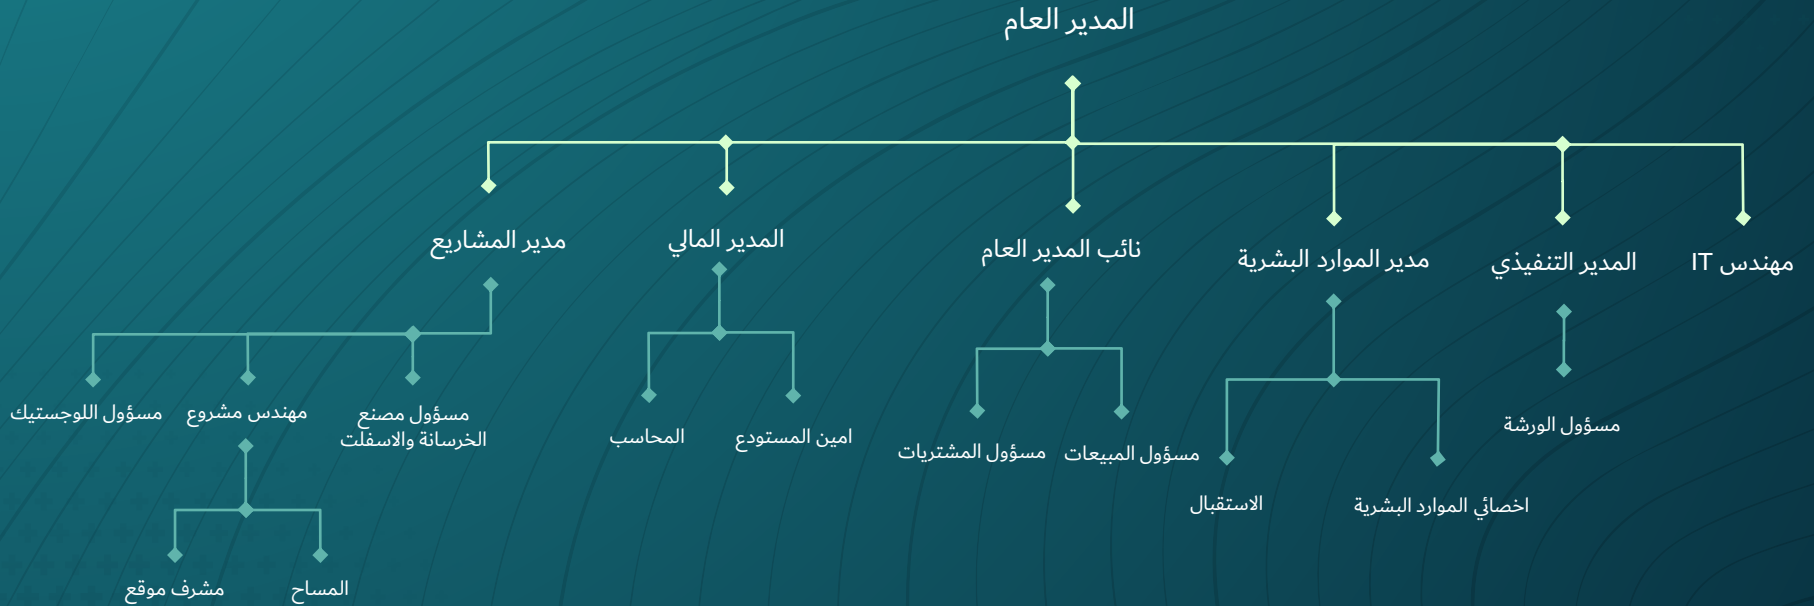 المدير العام
مهندس IT
المدير التنفيذي
مدير الموارد البشرية
نائب المدير العام
المدير المالي
مدير المشاريع
مسؤول الورشة
اخصائي الموارد البشرية
الاستقبال
مسؤول المبيعات
مسؤول المشتريات
امين المستودع
المحاسب
مسؤول مصنع
الخرسانة والاسفلت
مهندس مشروع
مسؤول اللوجستيك
المساح
مشرف موقع